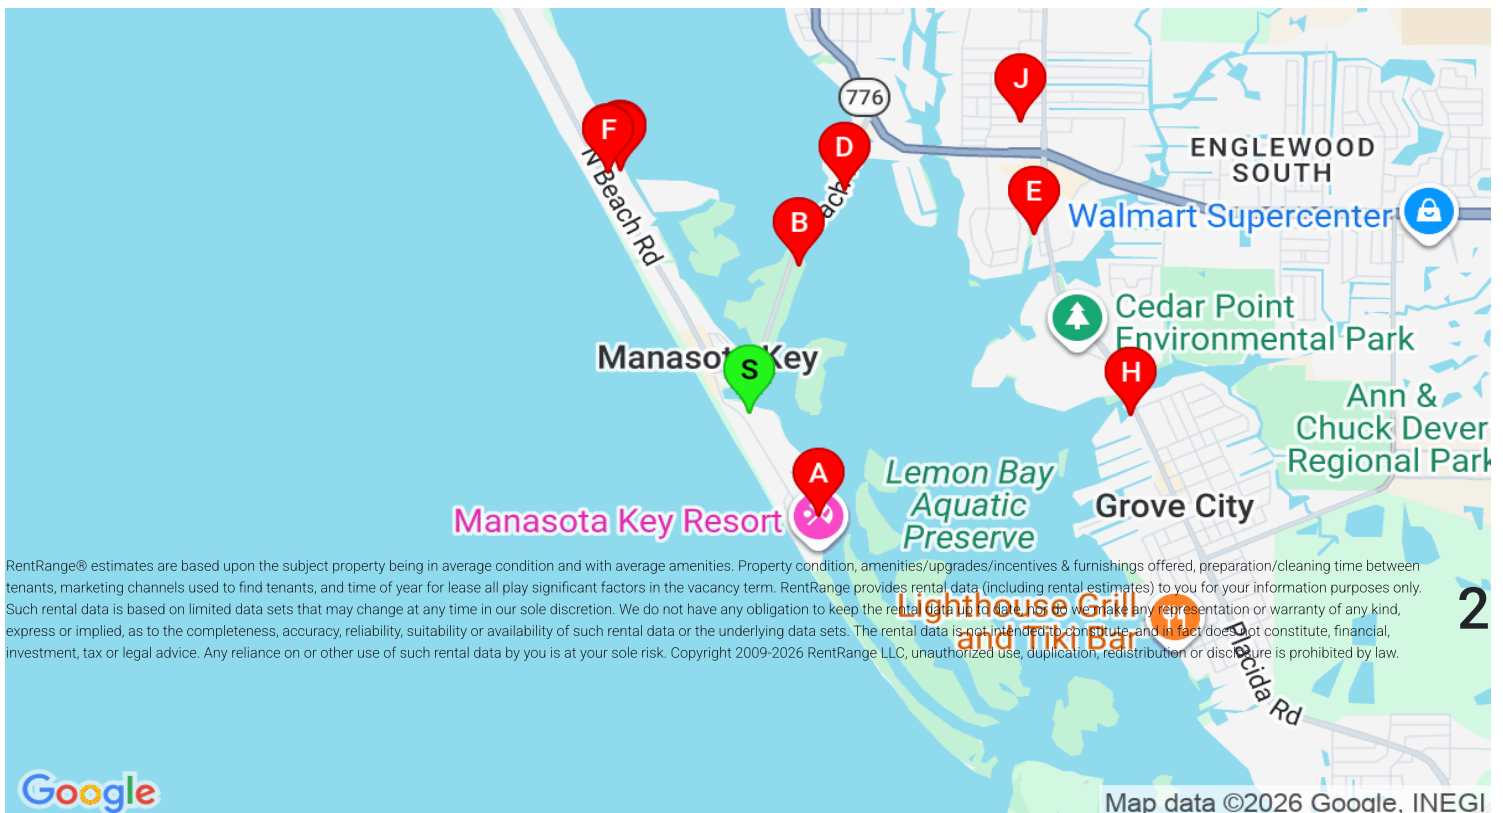 J
776
F
D
ENGLEWOOD
SOUTH
N Beach Rd
E
Walmart Supercenter
B
Cedar Point
Environmental Park
Manasota Key
S
H
Ann &
Chuck Dever
Regional Park
A
Lemon Bay
Aquatic
Preserve
Grove City
Manasota Key Resort
RentRange® estimates are based upon the subject property being in average condition and with average amenities. Property condition, amenities/upgrades/incentives & furnishings offered, preparation/cleaning time between
tenants, marketing channels used to find tenants, and time of year for lease all play significant factors in the vacancy term. RentRange provides rental data (including rental estimates) to you for your information purposes only.
Such rental data is based on limited data sets that may change at any time in our sole discretion. We do not have any obligation to keep the rental data up to date, nor do we make any representation or warranty of any kind,
express or implied, as to the completeness, accuracy, reliability, suitability or availability of such rental data or the underlying data sets. The rental data is not intended to constitute, and in fact does not constitute, financial,
investment, tax or legal advice. Any reliance on or other use of such rental data by you is at your sole risk. Copyright 2009-2026 RentRange LLC, unauthorized use, duplication, redistribution or disclosure is prohibited by law.
2
Lighthouse Grill
and Tiki Bar
Placida Rd
Google
Map data ©2026 Google, INEGI